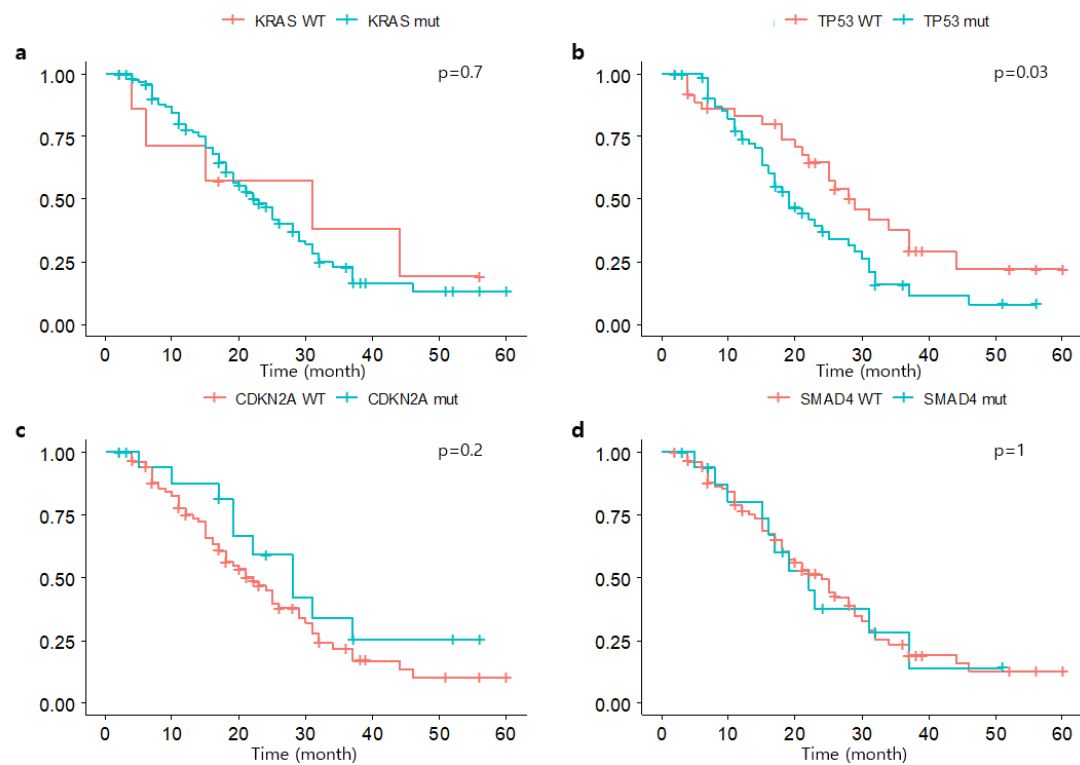 KRAS WT KRAS mut
a
p=0.7
1.00
0.75
0.50
0.25
0.00
0 10 20 30 40 50 60
Time (month)
TP53 WT TP53 mut
b
p=0.03
1.00
0.75
0.50
0.25
0.00
0 10 20 30 40 50 60
Time (month)
CDKN2A WT CDKN2A mut
c
p=0.2
1.00
0.75
0.50
0.25
0.00
0 10 20 30 40 50 60
Time (month)
SMAD4 WT SMAD4 mut
d
p=1
1.00
0.75
0.50
0.25
0.00
0 10 20 30 40 50 60
Time (month)